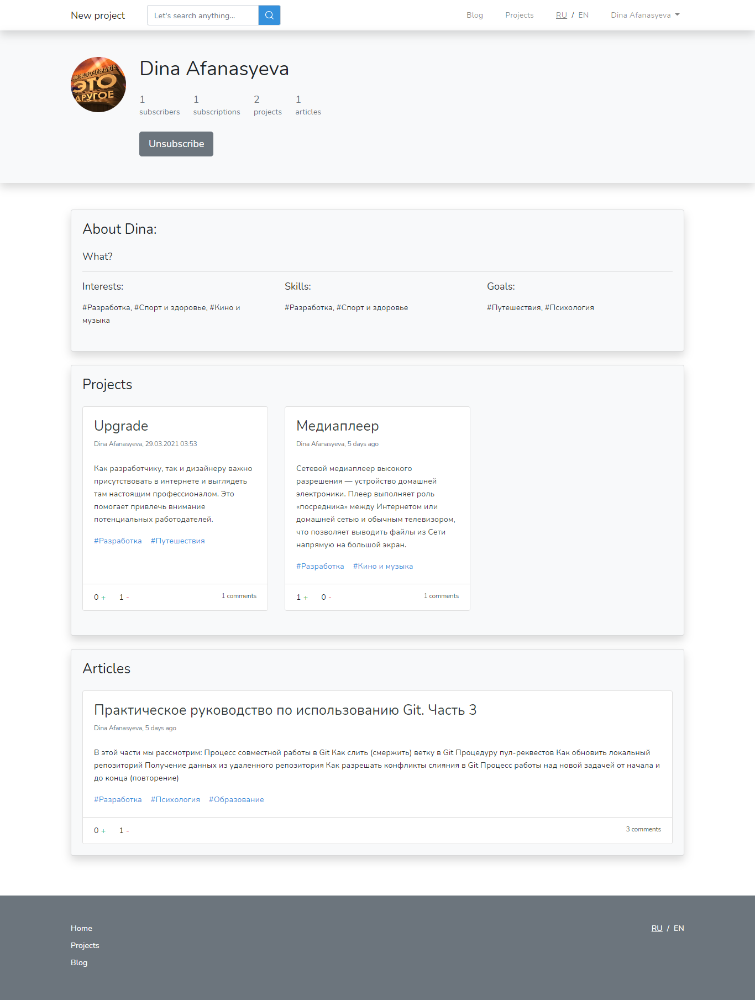 New project
Let's search anything...
Blog
Projects
RU / EN
Dina Afanasyeva
ВЫ НЕ ПОНИМАЕТЕ
ЭТО
ДРУГОЕ
Dina Afanasyeva
1 1 2 1
subscribers subscriptions projects articles
Unsubscribe
About Dina:
What?
Interests:
#Разработка, #Спорт и здоровье, #Кино и
музыка
Skills:
#Разработка, #Спорт и здоровье
Goals:
#Путешествия, #Психология
Projects
Upgrade
Dina Afanasyeva, 29.03.2021 03:53
Как разработчику, так и дизайнеру важно
присутствовать в интернете и выглядеть
там настоящим профессионалом. Это
помогает привлечь внимание
потенциальных работодателей.
#Разработка #Путешествия
0 + 1 - 1 comments
Медиаплеер
Dina Afanasyeva, 5 days ago
Сетевой медиаплеер высокого
разрешения — устройство домашней
электроники. Плеер выполняет роль
«посредника» между Интернетом или
домашней сетью и обычным телевизором,
что позволяет выводить файлы из Сети
напрямую на большой экран.
#Разработка #Кино и музыка
1 + 0 - 1 comments
Articles
Практическое руководство по использованию Git. Часть 3
Dina Afanasyeva, 5 days ago
В этой части мы рассмотрим: Процесс совместной работы в Git Как слить (смержить) ветку в Git Процедуру пул-реквестов Как обновить локальный
репозиторий Получение данных из удаленного репозитория Как разрешать конфликты слияния в Git Процесс работы над новой задачей от начала и
до конца (повторение)
#Разработка #Психология #Образование
0 + 1 - 3 comments
Home
Projects
Blog
RU / EN